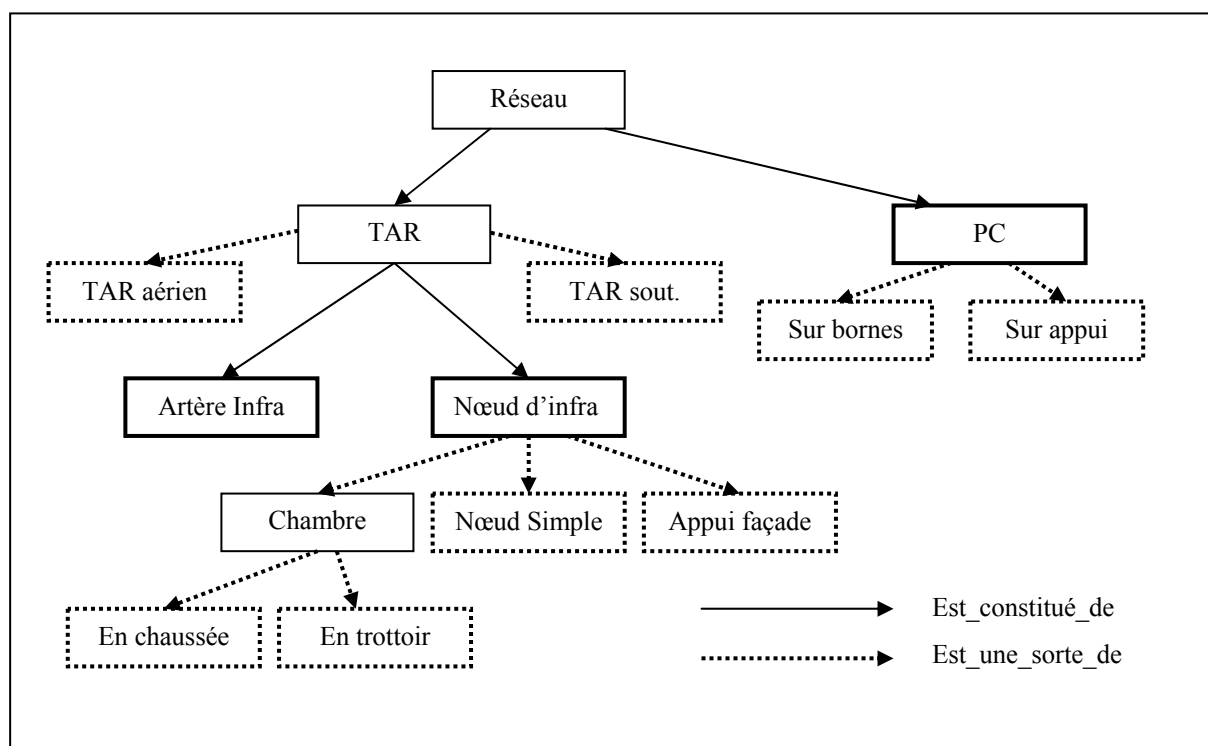 Réseau
TAR
PC
TAR aérien
TAR sout.
Sur bornes
Sur appui
Artère Infra
Nœud d’infra
Chambre
Nœud Simple
Appui façade
En chaussée
En trottoir
Est_constitué_de
Est_une_sorte_de